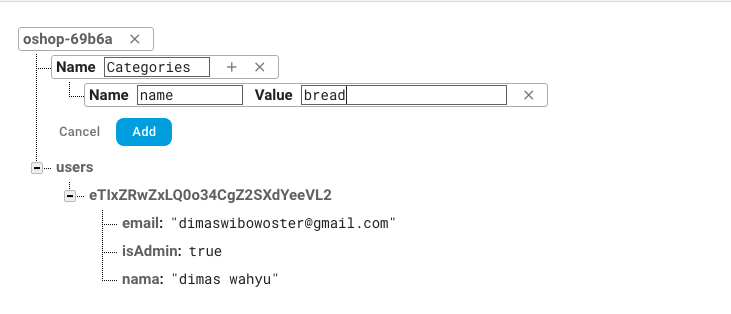 oshop-69b6a ×
Name Categories + ×
Name name Value bread ×
Cancel Add
users
eTIxZRwZxLQ0o34CgZ2SXdYeeVL2
email: "dimaswibowoster@gmail.com"
isAdmin: true
nama: "dimas wahyu"